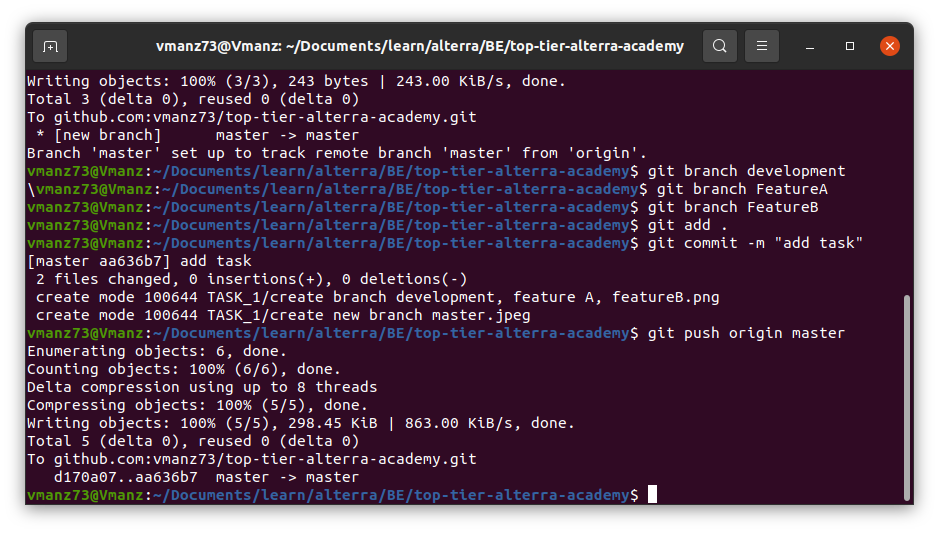 vmanz73@Vmanz: ~/Documents/learn/alterra/BE/top-tier-alterra-academy
Writing objects: 100% (3/3), 243 bytes | 243.00 KiB/s, done.
Total 3 (delta 0), reused 0 (delta 0)
To github.com:vmanz73/top-tier-alterra-academy.git
 * [new branch]      master -> master
Branch 'master' set up to track remote branch 'master' from 'origin'.
vmanz73@Vmanz:~/Documents/learn/alterra/BE/top-tier-alterra-academy$ git branch development
\vmanz73@Vmanz:~/Documents/learn/alterra/BE/top-tier-alterra-academy$ git branch FeatureA
vmanz73@Vmanz:~/Documents/learn/alterra/BE/top-tier-alterra-academy$ git branch FeatureB
vmanz73@Vmanz:~/Documents/learn/alterra/BE/top-tier-alterra-academy$ git add .
vmanz73@Vmanz:~/Documents/learn/alterra/BE/top-tier-alterra-academy$ git commit -m "add task"
[master aa636b7] add task
 2 files changed, 0 insertions(+), 0 deletions(-)
 create mode 100644 TASK_1/create branch development, feature A, featureB.png
 create mode 100644 TASK_1/create new branch master.jpeg
vmanz73@Vmanz:~/Documents/learn/alterra/BE/top-tier-alterra-academy$ git push origin master
Enumerating objects: 6, done.
Counting objects: 100% (6/6), done.
Delta compression using up to 8 threads
Compressing objects: 100% (5/5), done.
Writing objects: 100% (5/5), 298.45 KiB | 863.00 KiB/s, done.
Total 5 (delta 0), reused 0 (delta 0)
To github.com:vmanz73/top-tier-alterra-academy.git
   d170a07..aa636b7  master -> master
vmanz73@Vmanz:~/Documents/learn/alterra/BE/top-tier-alterra-academy$